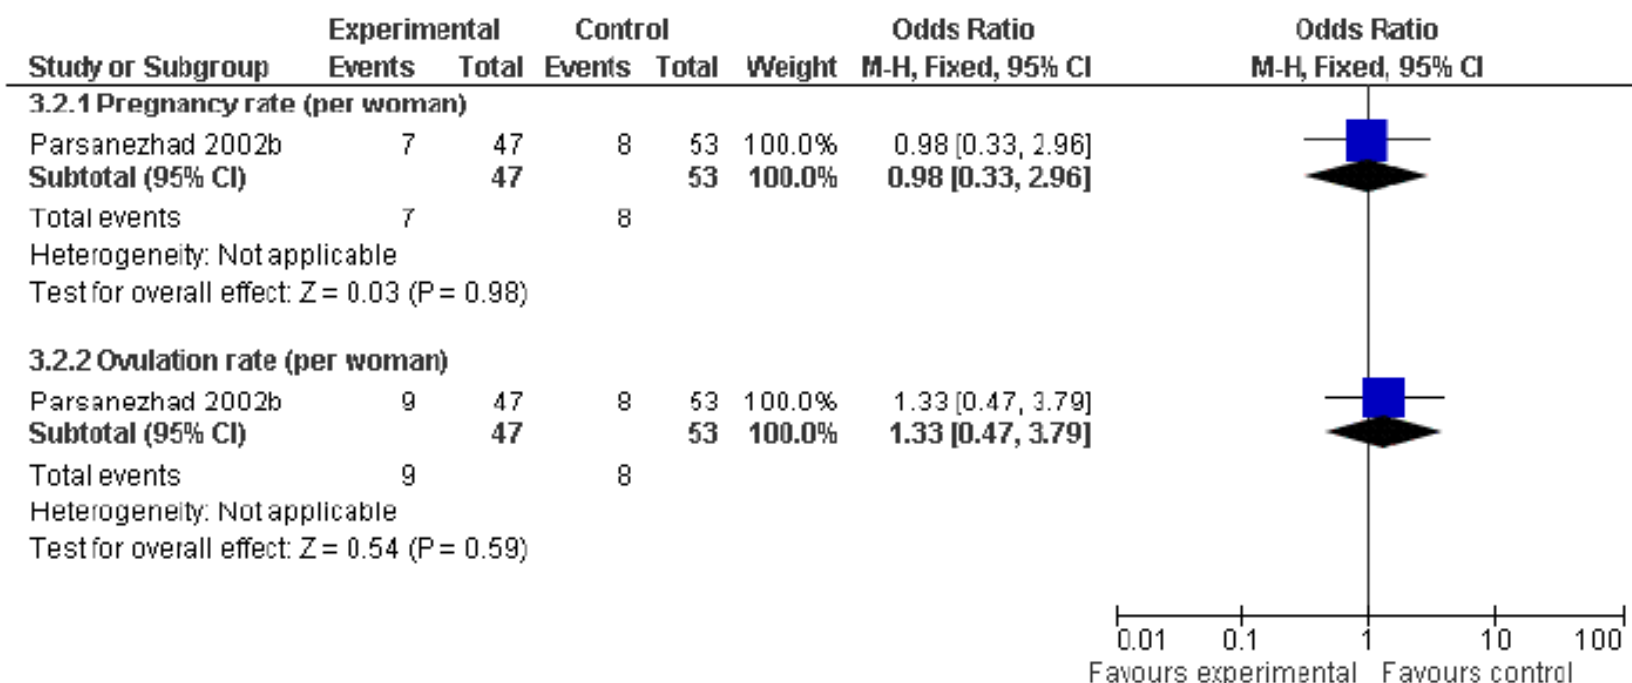 Experimental Control Odds Ratio Odds Ratio
Study or Subgroup Events Total Events Total Weight M-H, Fixed, 95% CI M-H, Fixed, 95% CI
3.2.1 Pregnancy rate (per woman)
Parsanezhad 2002b 7 47 8 53 100.0% 0.98 [0.33, 2.96]
Subtotal (95% CI) 47 53 100.0% 0.98 [0.33, 2.96]
Total events 7 8
Heterogeneity: Not applicable
Test for overall effect: Z = 0.03 (P = 0.98)
3.2.2 Ovulation rate (per woman)
Parsanezhad 2002b 9 47 8 53 100.0% 1.33 [0.47, 3.79]
Subtotal (95% CI) 47 53 100.0% 1.33 [0.47, 3.79]
Total events 9 8
Heterogeneity: Not applicable
Test for overall effect: Z = 0.54 (P = 0.59)
0.01 0.1 1 10 100
Favours experimental Favours control